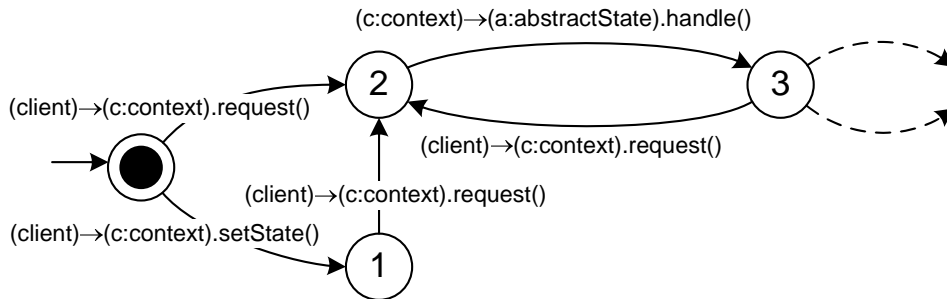 (c:context)→(a:abstractState).handle()
2
3
(client)→(c:context).request()
(client)→(c:context).request()
(client)→(c:context).request()
(client)→(c:context).setState()
1